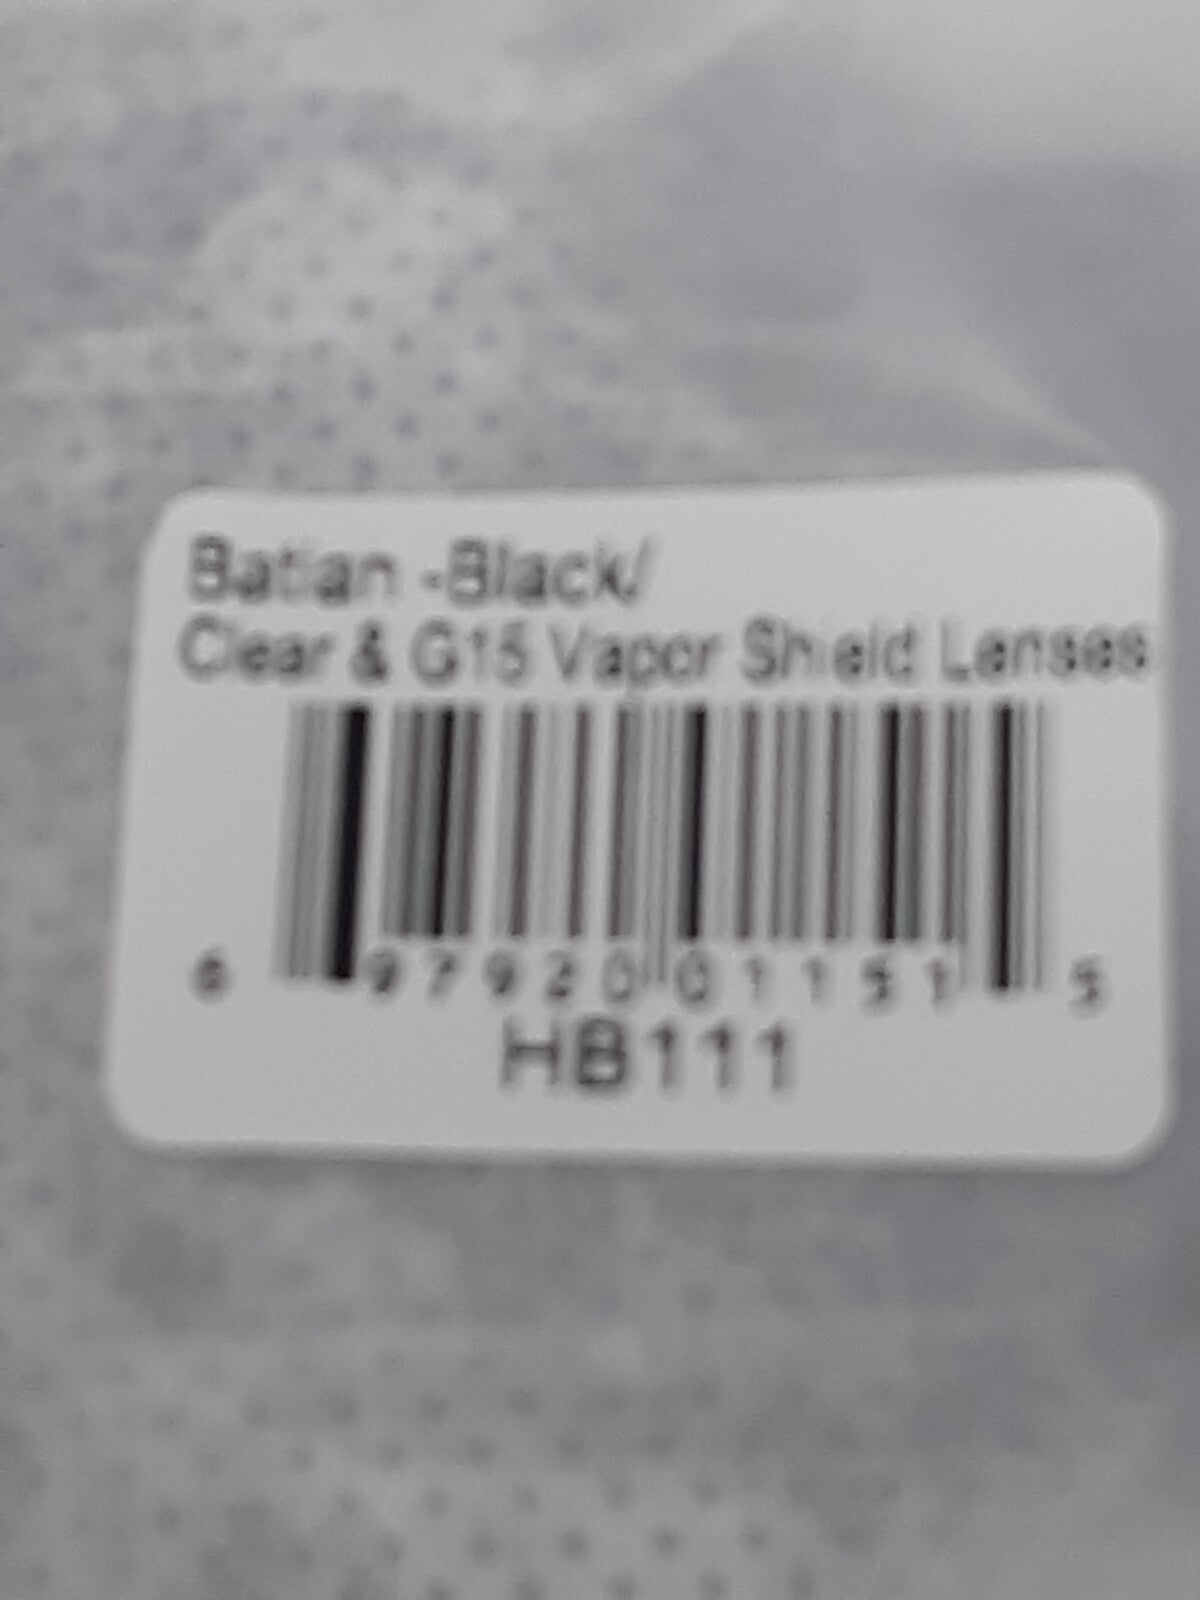 Batian -Black/
Clear & G15 Vapor Shield Lenses
6 97920 01151 5
HB111